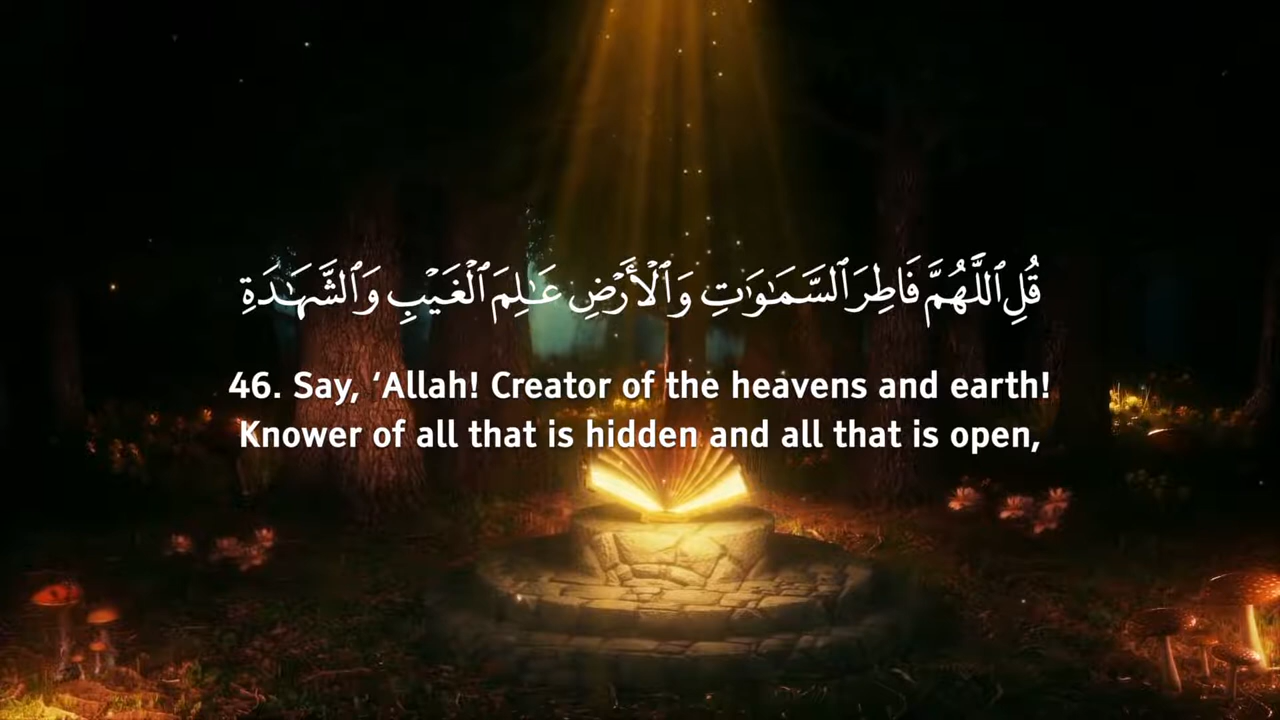 قُلِ ٱللَّهُمَّ فَاطِرَ ٱلسَّمَـٰوَٰتِ وَٱلْأَرْضِ عَـٰلِمَ ٱلْغَيْبِ وَٱلشَّهَـٰدَةِ
46. Say, ‘Allah! Creator of the heavens and earth!
Knower of all that is hidden and all that is open,